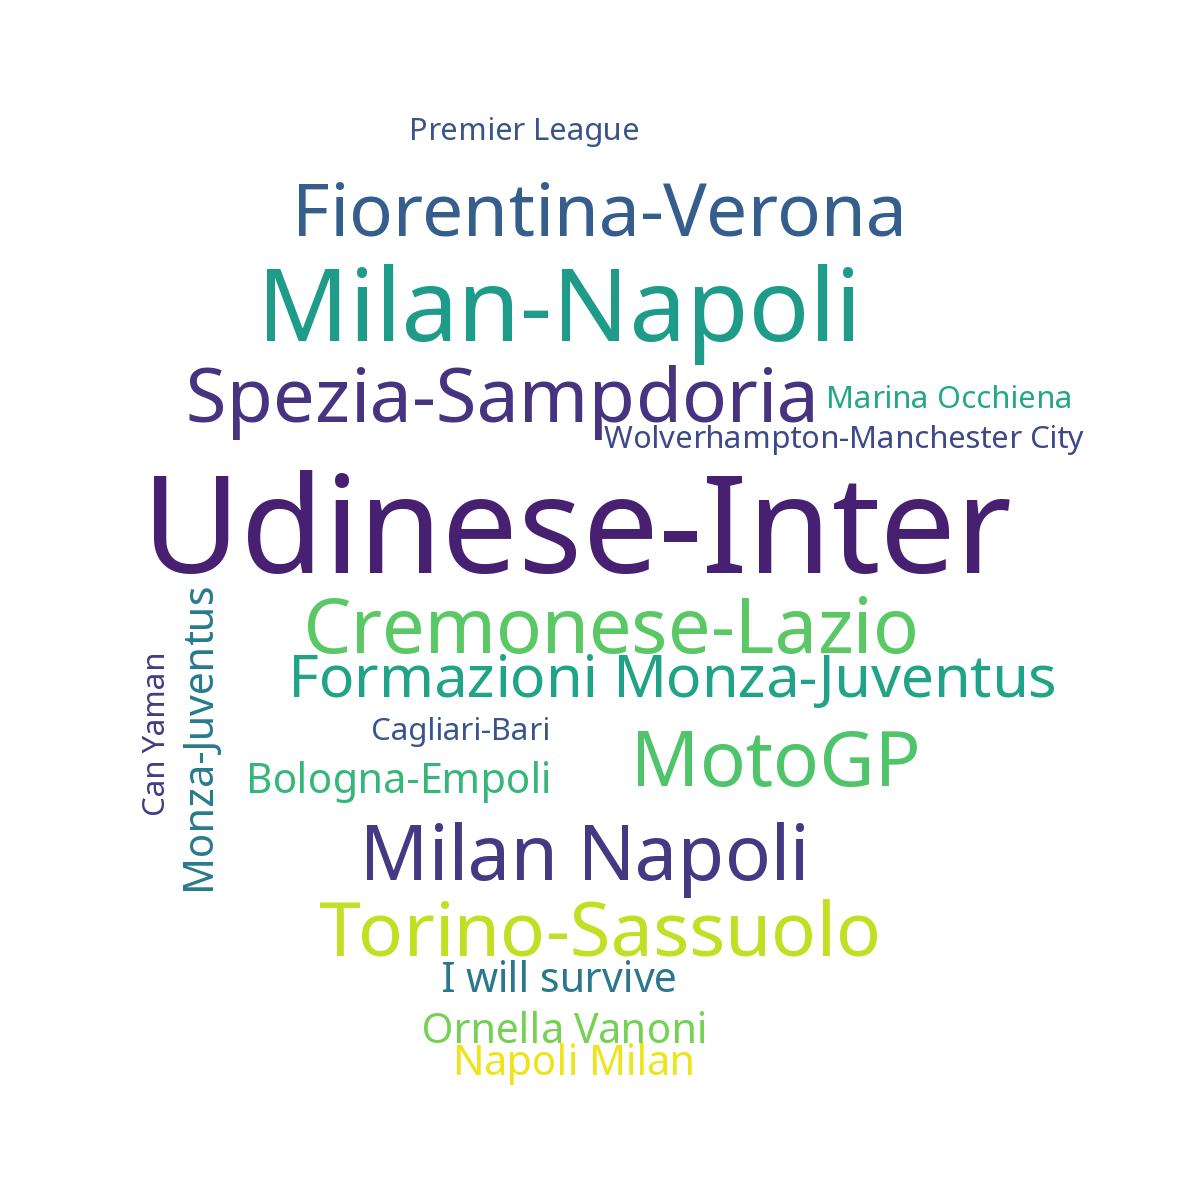 Premier League
Fiorentina-Verona
Milan-Napoli
Spezia-Sampdoria
Marina Occhiena
Wolverhampton-Manchester City
Udinese-Inter
Cremonese-Lazio
Formazioni Monza-Juventus
Can Yaman
Monza-Juventus
Cagliari-Bari
MotoGP
Bologna-Empoli
Milan Napoli
Torino-Sassuolo
I will survive
Ornella Vanoni
Napoli Milan